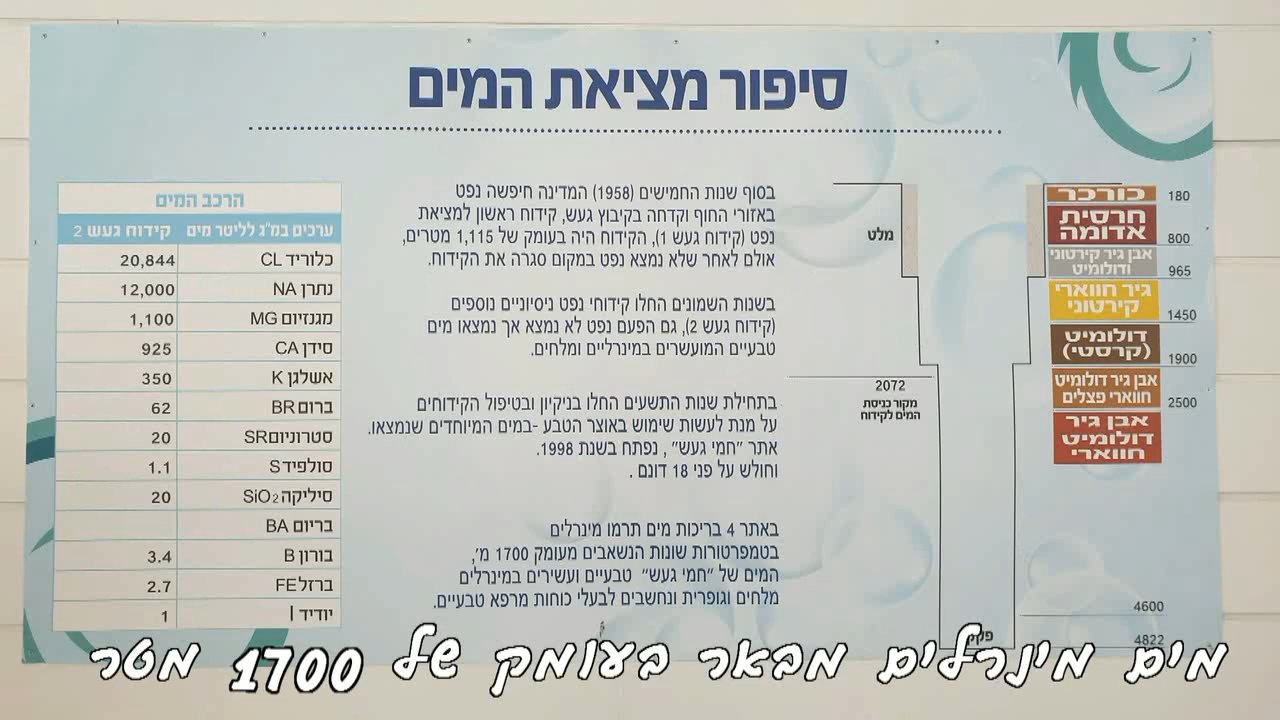 סיפור מציאת המים
כורכר
180
חרסית
אדומה
800
אבן גיר קירטוני
ודולומיט
965
גיר חווארי
קירטוני
1450
דולומיט
(קרסטי)
1900
אבן גיר דולומיט
חווארי פצלים
2500
אבן גיר
דולומיט
חווארי
מלט
2072
מקור כניסת
המים לקידוח
4600
4822
פקק
בסוף שנות החמישים (1958) המדינה חיפשה נפט
באזורי החוף וקדחה בקיבוץ געש, קידוח ראשון למציאת
נפט (קידוח געש 1), הקידוח היה בעומק של 1,115 מטרים,
אולם לאחר שלא נמצא נפט במקום סגרה את הקידוח.
בשנות השמונים החלו קידוחי נפט ניסיוניים נוספים
(קידוח געש 2), גם הפעם נפט לא נמצא אך נמצאו מים
טבעיים המועשרים במינרליים ומלחים.
בתחילת שנות התשעים החלו בניקיון ובטיפול הקידוחים
על מנת לעשות שימוש באוצר הטבע -במים המיוחדים שנמצאו.
אתר "חמי געש" , נפתח בשנת 1998
וחולש על פני 18 דונם .
באתר 4 בריכות מים תרמו מינרלים
בטמפרטורות שונות הנשאבים מעומק 1700 מ',
המים של "חמי געש" טבעיים ועשירים במינרלים
מלחים וגופרית ונחשבים לבעלי כוחות מרפא טבעיים.
הרכב המים
ערכים במ"ג לליטר מים קידוח געש 2
כלוריד CL 20,844
נתרן NA 12,000
מגנזיום MG 1,100
סידן CA 925
אשלגן K 350
ברום BR 62
סטרוניום SR 20
סולפיד S 1.1
סיליקה SiO2 20
בריום BA
בורון B 3.4
ברזל FE 2.7
יודיד I 1
מים מינרלים מבאר בעומק של 1700 מטר